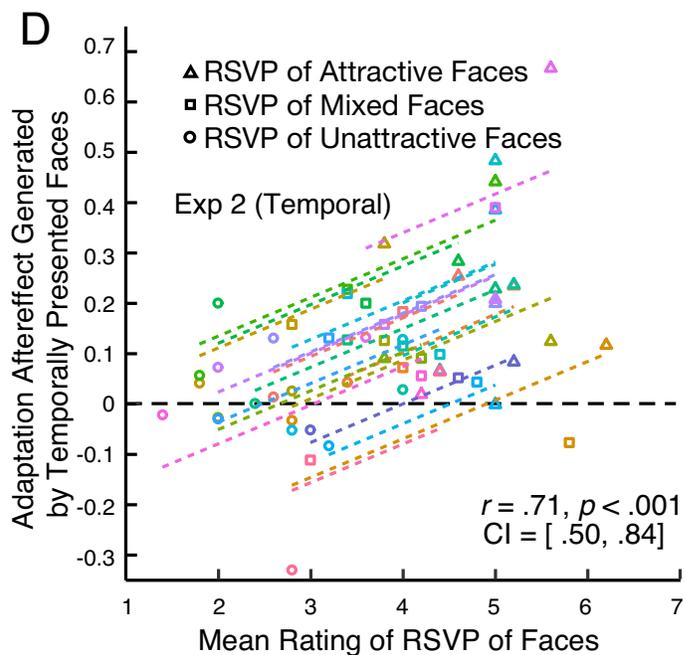 D
0.7
0.6
0.5
0.4
0.3
0.2
0.1
0
-0.1
-0.2
-0.3
Adaptation Aftereffect Generated
by Temporally Presented Faces
RSVP of Attractive Faces
RSVP of Mixed Faces
RSVP of Unattractive Faces
Exp 2 (Temporal)
r = .71, p < .001
CI = [ .50, .84]
1 2 3 4 5 6 7
Mean Rating of RSVP of Faces